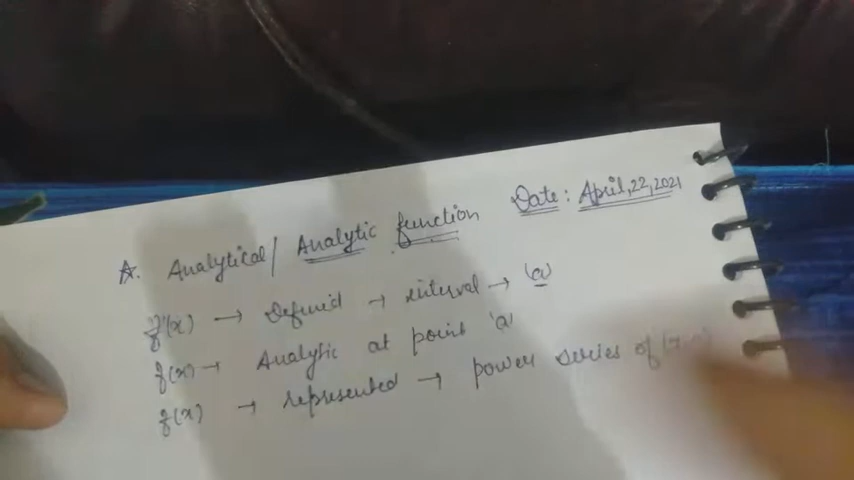 A. Analytical/ Analytic function Date: April,22,2021
f(x) → Defined → interval → 'a'
f(x) → Analytic at point 'a'
f(x) → represented → power series of